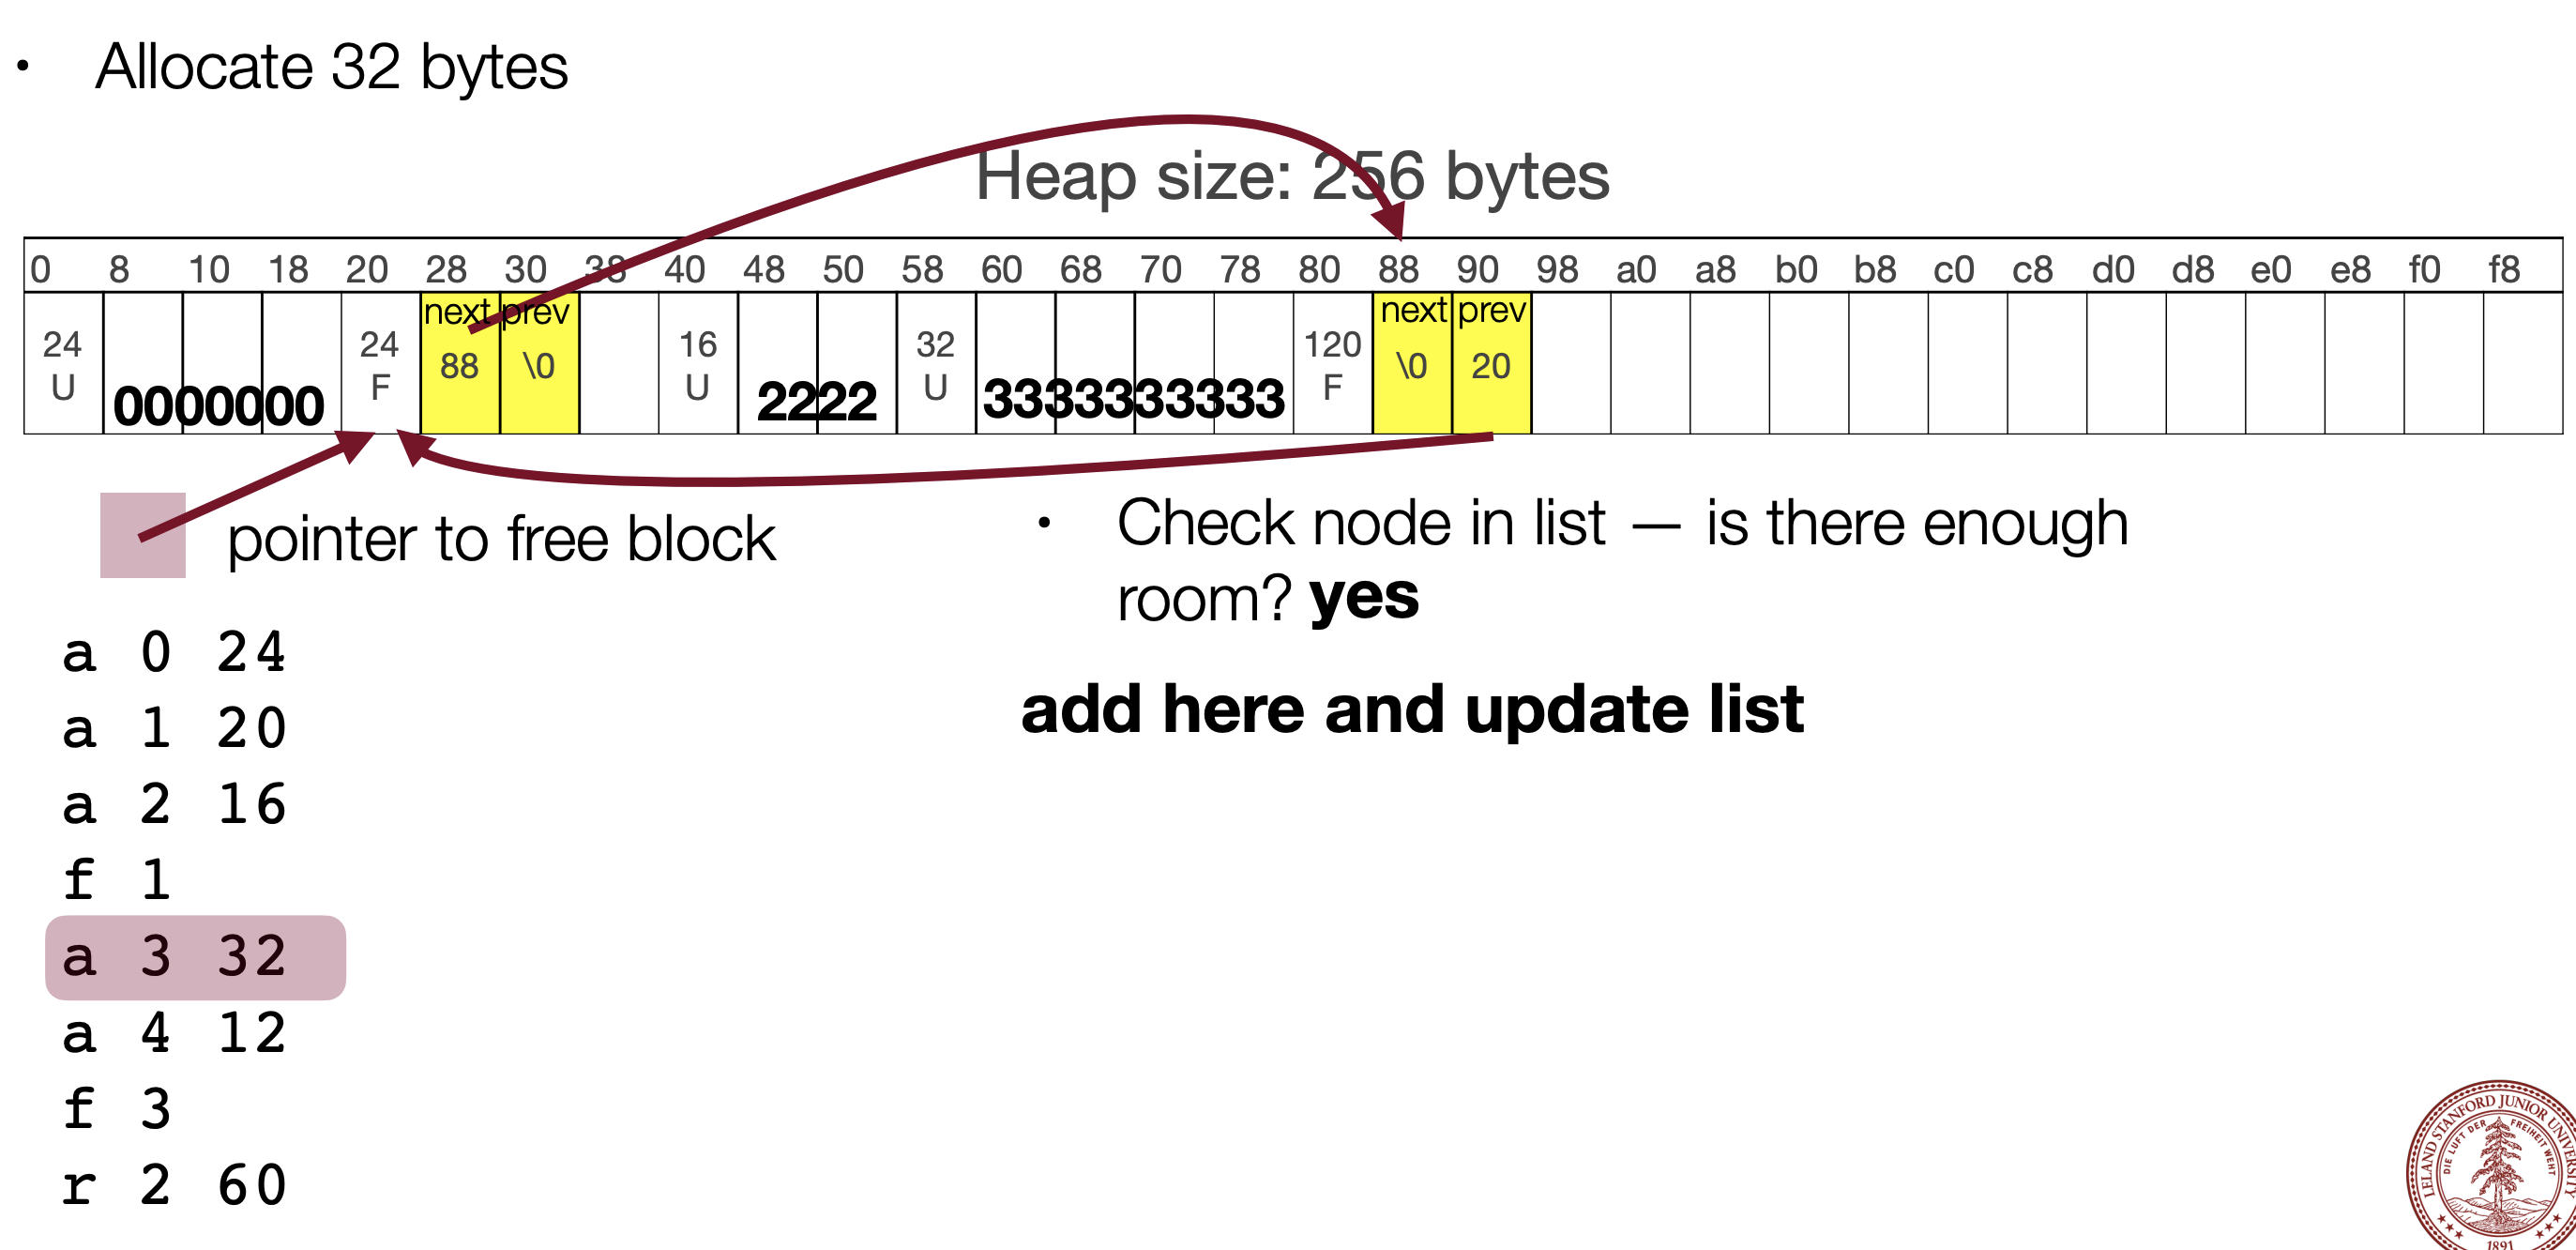 • Allocate 32 bytes
Heap size: 256 bytes
0 8 10 18 20 28 30 38 40 48 50 58 60 68 70 78 80 88 90 98 a0 a8 b0 b8 c0 c8 d0 d8 e0 e8 f0 f8
next prev next prev
24 24 88 \0 16 32 120 \0 20
U F U U F
0000000 2222 3333333333
pointer to free block
• Check node in list — is there enough
room? yes
add here and update list
a 0 24
a 1 20
a 2 16
f 1
a 3 32
a 4 12
f 3
r 2 60
LELAND STANFORD JUNIOR UNIVERSITY
DIE LUFT DER FREIHEIT WEHT
1891